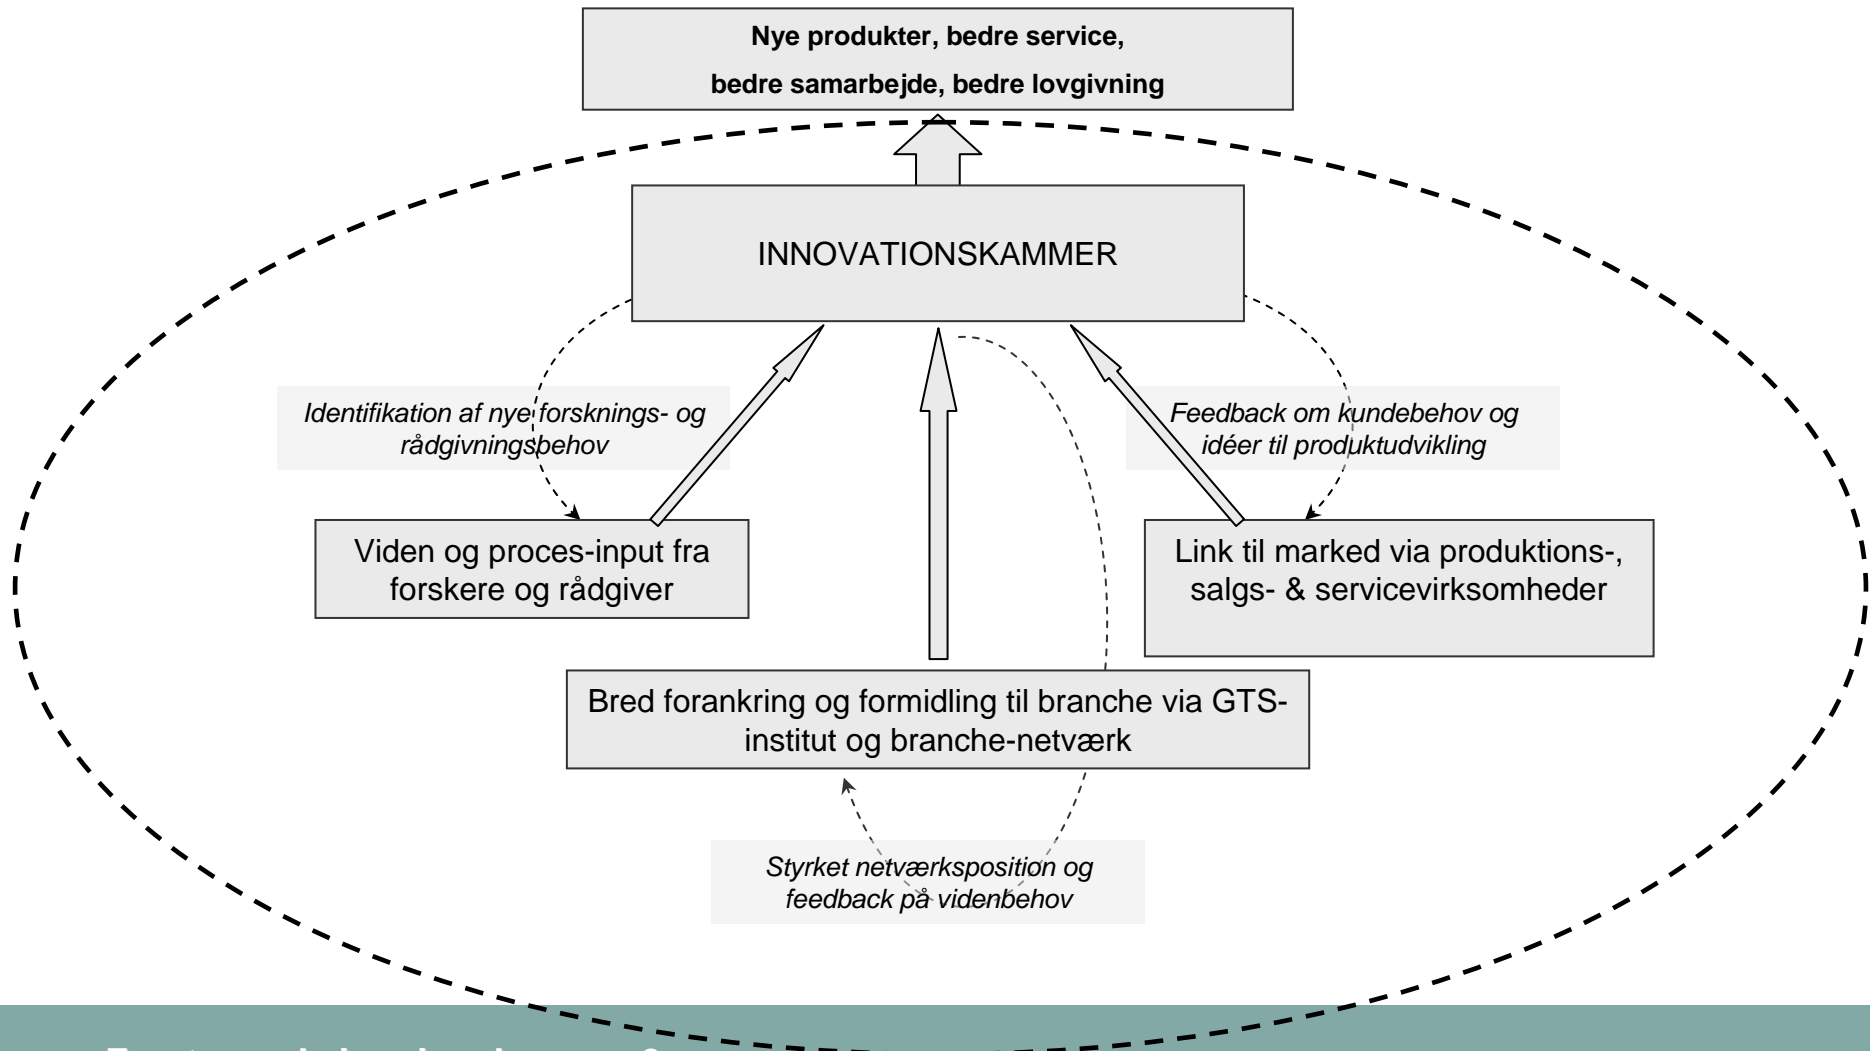 Nye produkter, bedre service,
bedre samarbejde, bedre lovgivning
INNOVATIONSKAMMER
Identifikation af nye forsknings- og
rådgivningsbehov
Feedback om kundebehov og
idéer til produktudvikling
Viden og proces-input fra
forskere og rådgiver
Link til marked via produktions-,
salgs- & servicevirksomheder
Bred forankring og formidling til branche via GTS-
institut og branche-netværk
Styrket netværksposition og
feedback på videnbehov